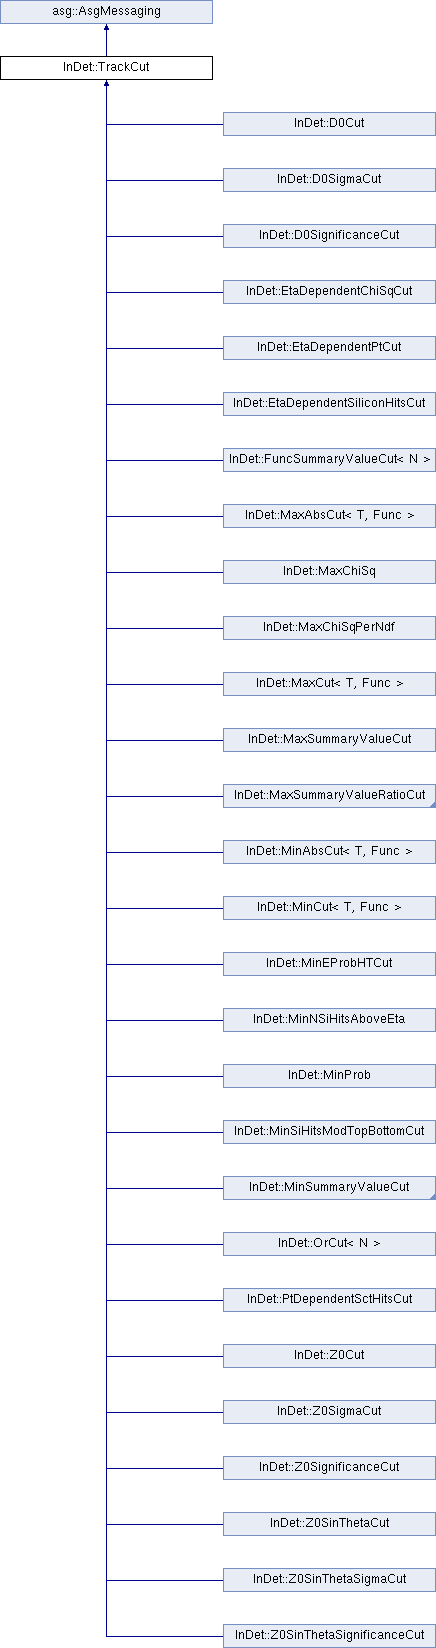 asg::AsgMessaging
InDet::TrackCut
InDet::D0Cut
InDet::D0SigmaCut
InDet::D0SignificanceCut
InDet::EtaDependentChiSqCut
InDet::EtaDependentPtCut
InDet::EtaDependentSiliconHitsCut
InDet::FuncSummaryValueCut< N >
InDet::MaxAbsCut< T, Func >
InDet::MaxChiSq
InDet::MaxChiSqPerNdf
InDet::MaxCut< T, Func >
InDet::MaxSummaryValueCut
InDet::MaxSummaryValueRatioCut
InDet::MinAbsCut< T, Func >
InDet::MinCut< T, Func >
InDet::MinEProbHTCut
InDet::MinNSiHitsAboveEta
InDet::MinProb
InDet::MinSiHitsModTopBottomCut
InDet::MinSummaryValueCut
InDet::OrCut< N >
InDet::PtDependentSctHitsCut
InDet::Z0Cut
InDet::Z0SigmaCut
InDet::Z0SignificanceCut
InDet::Z0SinThetaCut
InDet::Z0SinThetaSigmaCut
InDet::Z0SinThetaSignificanceCut